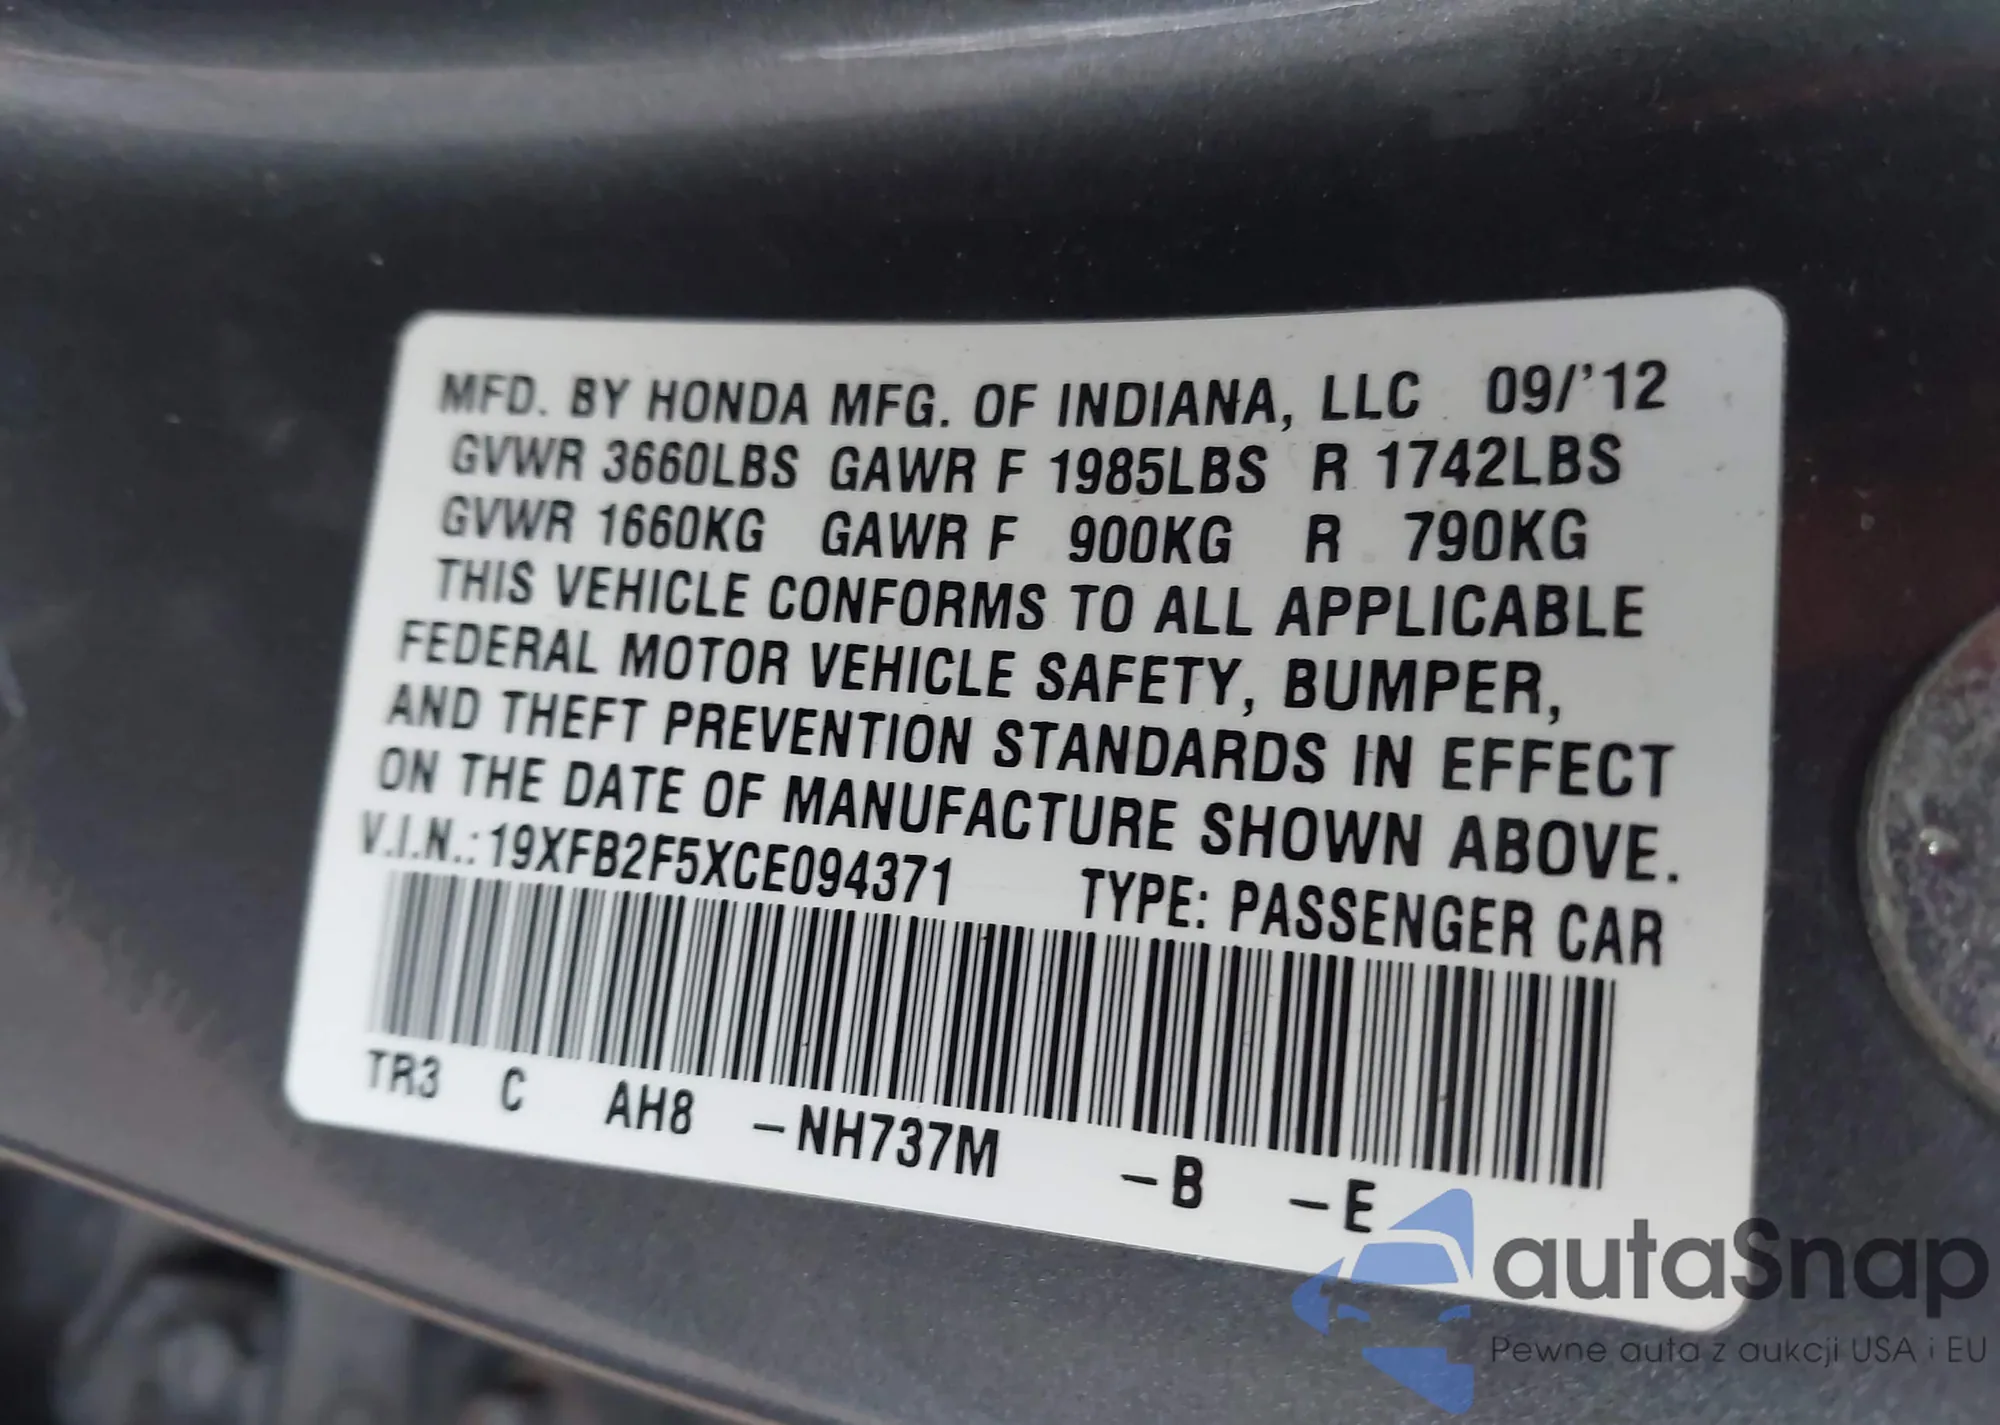 MFD. BY HONDA MFG. OF INDIANA, LLC 09/'12
GVWR 3660LBS GAWR F 1985LBS R 1742LBS
GVWR 1660KG GAWR F 900KG R 790KG
THIS VEHICLE CONFORMS TO ALL APPLICABLE
FEDERAL MOTOR VEHICLE SAFETY, BUMPER,
AND THEFT PREVENTION STANDARDS IN EFFECT
ON THE DATE OF MANUFACTURE SHOWN ABOVE.
V.I.N.: 19XFB2F5XCE094371 TYPE: PASSENGER CAR
TR3 C AH8 -NH737M -B -E
autaSnap
Pewne auta z aukcji USA i EU